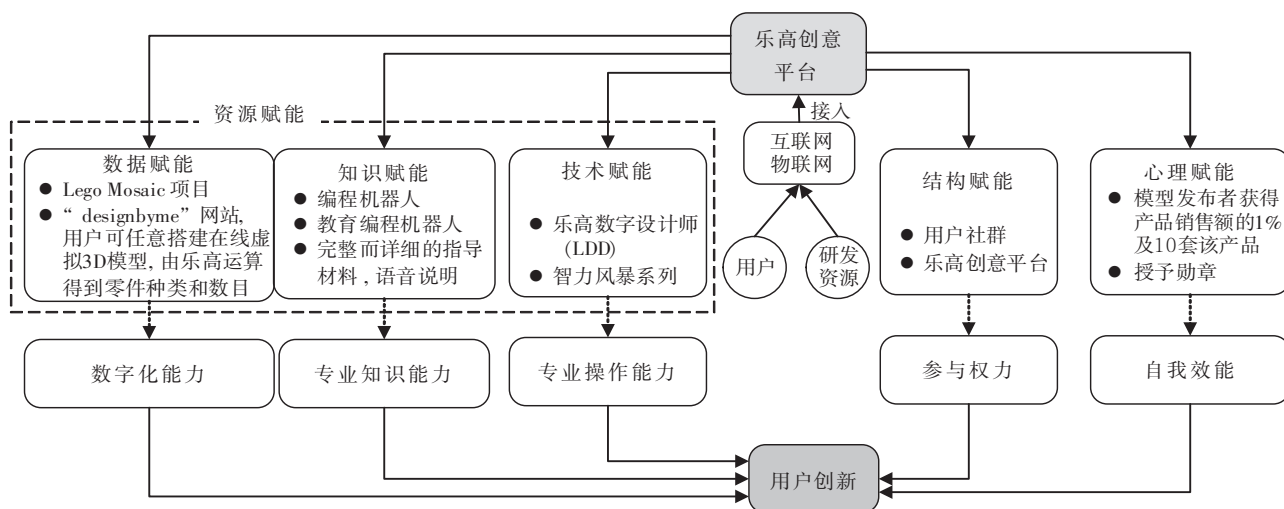 乐高创意
平台
接入
资源赋能
互联网
物联网
用户
研发
资源
数据赋能
● Lego Mosaic 项目
● “designbyme”网站,
用户可任意搭建在线虚
拟3D模型,由乐高运算
得到零件种类和数目
知识赋能
● 编程机器人
● 教育编程机器人
● 完整而详细的指导
材料,语音说明
技术赋能
● 乐高数字设计师
(LDD)
● 智力风暴系列
结构赋能
● 用户社群
● 乐高创意平台
心理赋能
● 模型发布者获得
产品销售额的1%
及10套该产品
● 授予勋章
数字化能力
专业知识能力
专业操作能力
参与权力
自我效能
用户创新